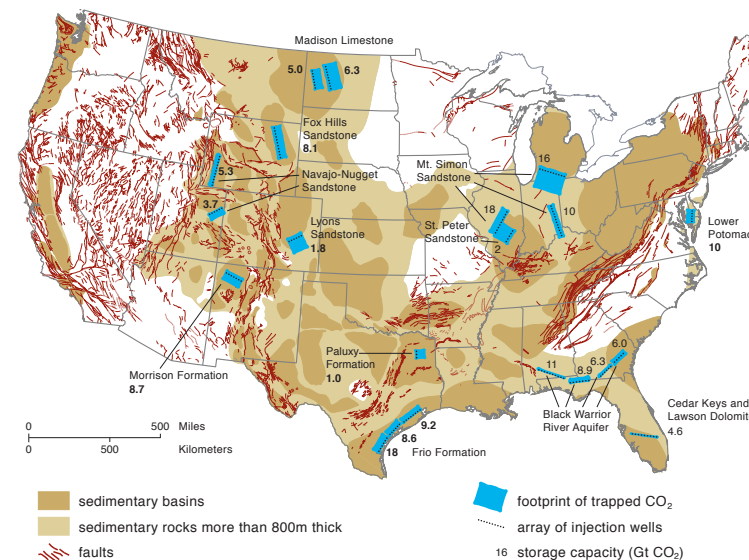 Madison Limestone
5.0
6.3
Fox Hills
Sandstone
8.1
5.3
Navajo-Nugget
Sandstone
3.7
Lyons
Sandstone
1.8
Mt. Simon
Sandstone
16
18
10
St. Peter
Sandstone
2
Lower
Potomac
10
Morrison Formation
8.7
Paluxy
Formation
1.0
9.2
8.6
18
Frio Formation
11
8.9
6.3
6.0
Black Warrior
River Aquifer
Cedar Keys and
Lawson Dolomit
4.6
0 500 Miles
0 500 Kilometers
sedimentary basins
sedimentary rocks more than 800m thick
faults
footprint of trapped CO₂
array of injection wells
16 storage capacity (Gt CO₂)